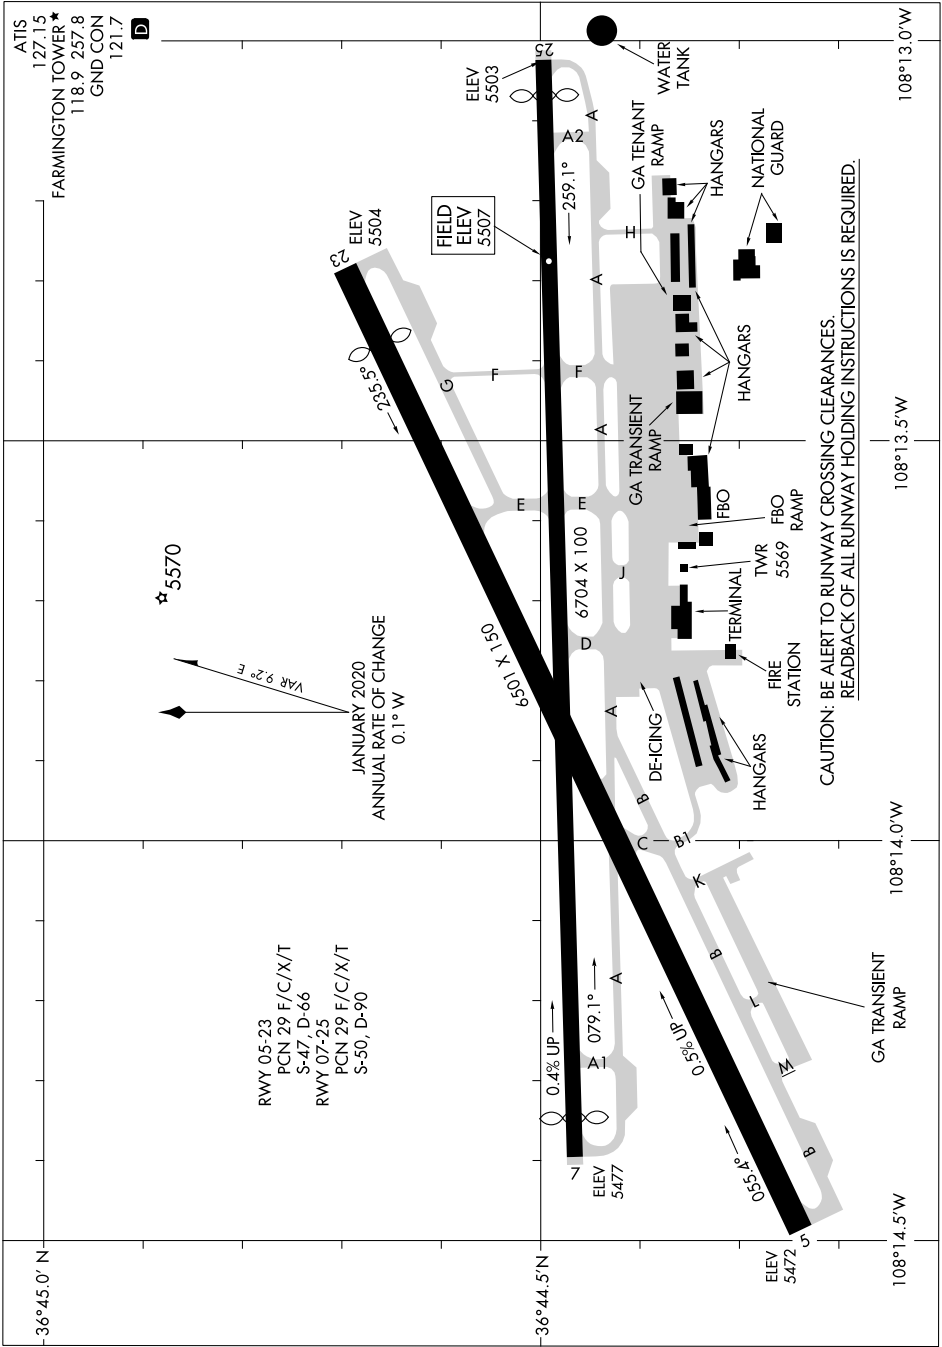 ATIS
127.15
FARMINGTON TOWER★
118.9 257.8
GND CON
121.7
D
36°45.0' N
36°44.5'N
108°13.0'W
108°13.5'W
108°14.0'W
108°14.5'W
RWY 05-23
PCN 29 F/C/X/T
S-47, D-66
RWY 07-25
PCN 29 F/C/X/T
S-50, D-90
JANUARY 2020
ANNUAL RATE OF CHANGE
0.1° W
VAR 9.2° E
5570
23
ELEV
5504
235.5°
FIELD
ELEV
5507
25
ELEV
5503
259.1°
6501 X 150
6704 X 100
7
ELEV
5477
0.4% UP
079.1°
5
ELEV
5472
055.4°
0.5% UP
A
A2
A
A
A
A
A1
H
G
F
F
E
E
D
J
C
B
B1
B
B
K
L
M
WATER
TANK
GA TENANT
RAMP
HANGARS
NATIONAL
GUARD
HANGARS
GA TRANSIENT
RAMP
FBO
FBO
RAMP
TWR
5569
TERMINAL
FIRE
STATION
DE-ICING
HANGARS
GA TRANSIENT
RAMP
CAUTION: BE ALERT TO RUNWAY CROSSING CLEARANCES.
READBACK OF ALL RUNWAY HOLDING INSTRUCTIONS IS REQUIRED.